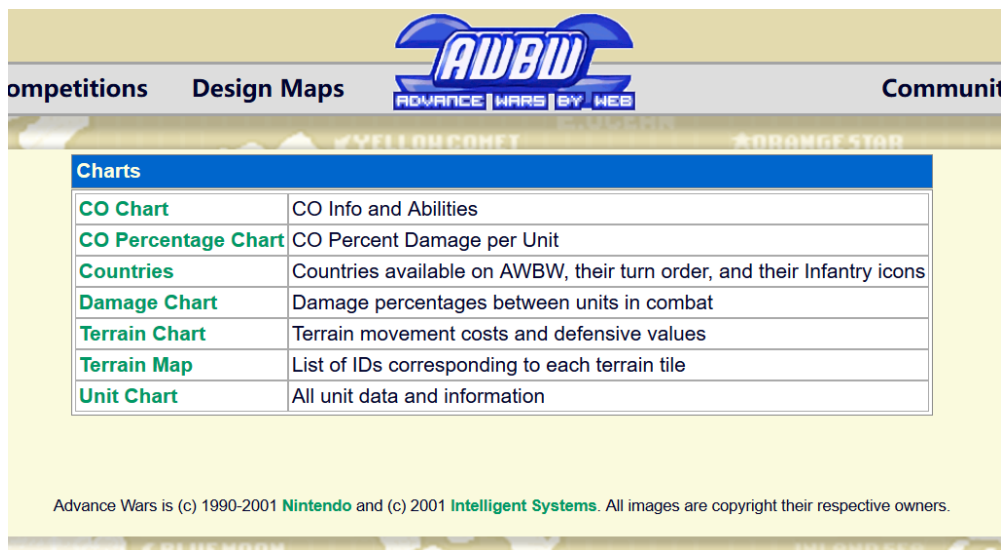 ompetitions Design Maps AWBW Communit
ADVANCE WARS BY WEB
YELLOW COMET ORANGE STAR
Charts
CO Chart CO Info and Abilities
CO Percentage Chart CO Percent Damage per Unit
Countries Countries available on AWBW, their turn order, and their Infantry icons
Damage Chart Damage percentages between units in combat
Terrain Chart Terrain movement costs and defensive values
Terrain Map List of IDs corresponding to each terrain tile
Unit Chart All unit data and information
Advance Wars is (c) 1990-2001 Nintendo and (c) 2001 Intelligent Systems. All images are copyright their respective owners.